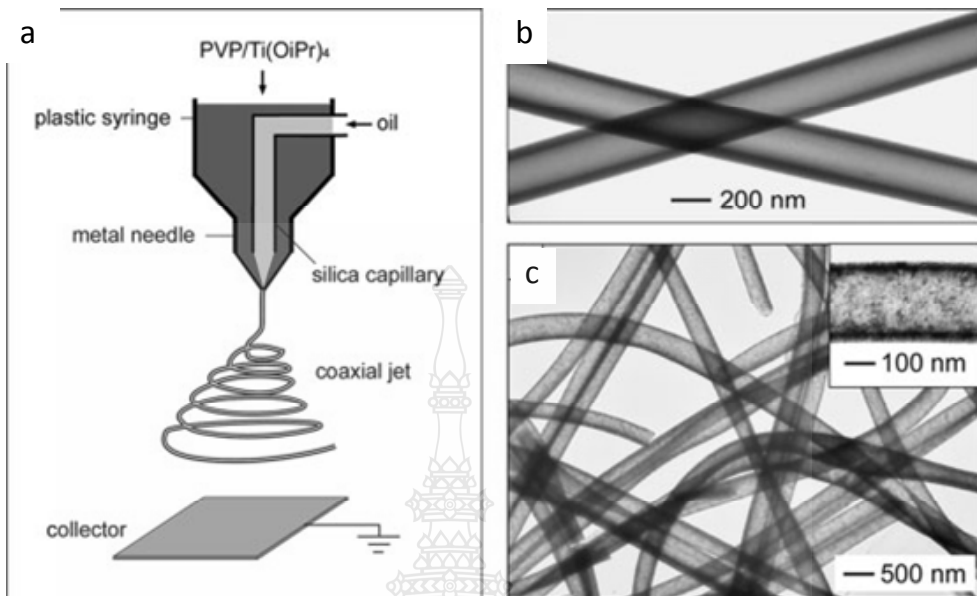 a
PVP/Ti(OiPr)₄
plastic syringe
oil
metal needle
silica capillary
coaxial jet
collector
b
200 nm
c
100 nm
500 nm